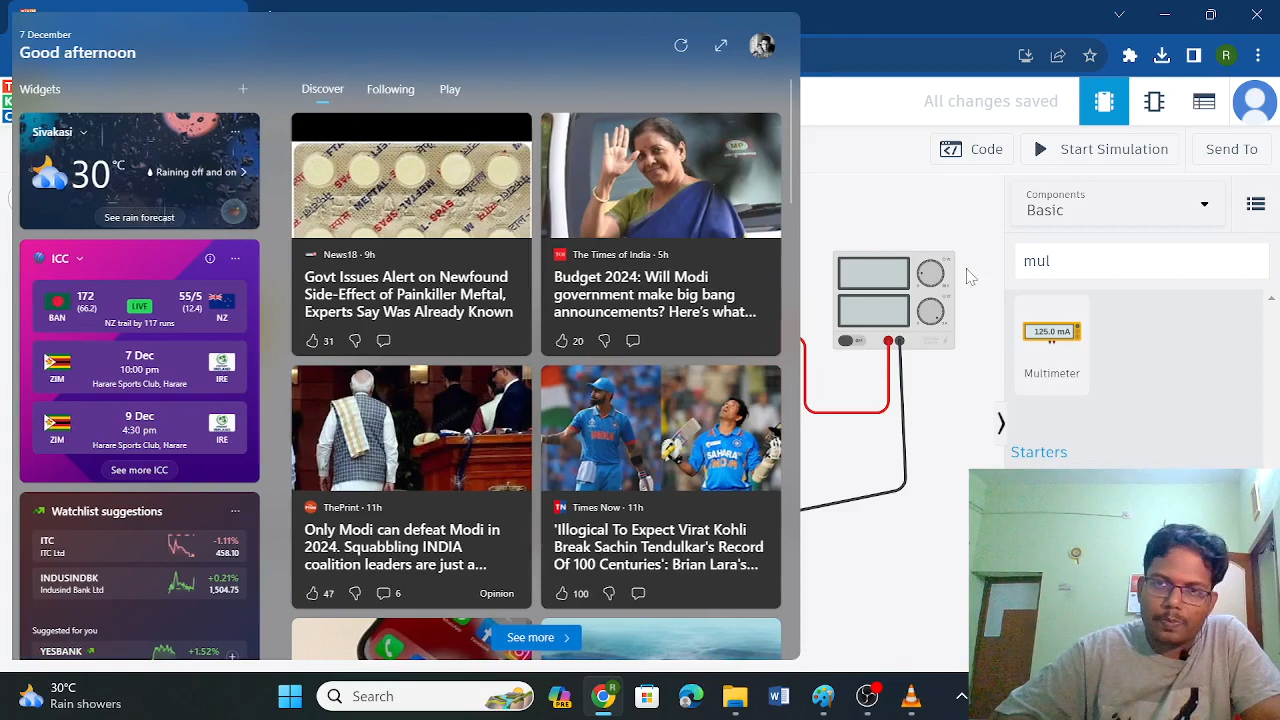 7 December
Good afternoon
Widgets
Discover
Following
Play
Sivakasi
30
°C
Raining off and on
See rain forecast
ICC
BAN
172
(66.2)
LIVE
NZ trail by 117 runs
55/5
(12.4)
NZ
7 Dec
10:00 pm
Harare Sports Club, Harare
ZIM
IRE
9 Dec
4:30 pm
Harare Sports Club, Harare
ZIM
IRE
See more ICC
Watchlist suggestions
ITC
ITC Ltd
-1.11%
458.10
INDUSINDBK
Indusind Bank Ltd
+0.21%
1,504.75
Suggested for you
YESBANK
+1.52%
News18 · 9h
Govt Issues Alert on Newfound
Side-Effect of Painkiller Meftal,
Experts Say Was Already Known
31
MP
TOI
The Times of India · 5h
Budget 2024: Will Modi
government make big bang
announcements? Here's what...
20
ThePrint · 11h
Only Modi can defeat Modi in
2024. Squabbling INDIA
coalition leaders are just a...
47
6
Opinion
SAHARA
INDIA
TN
Times Now · 11h
'Illogical To Expect Virat Kohli
Break Sachin Tendulkar's Record
Of 100 Centuries': Brian Lara's...
100
See more
R
All changes saved
Code
Start Simulation
Send To
Components
Basic
mul
125.0 mA
Multimeter
Starters
OFF
30°C
Rain showers
Search
PRE
R